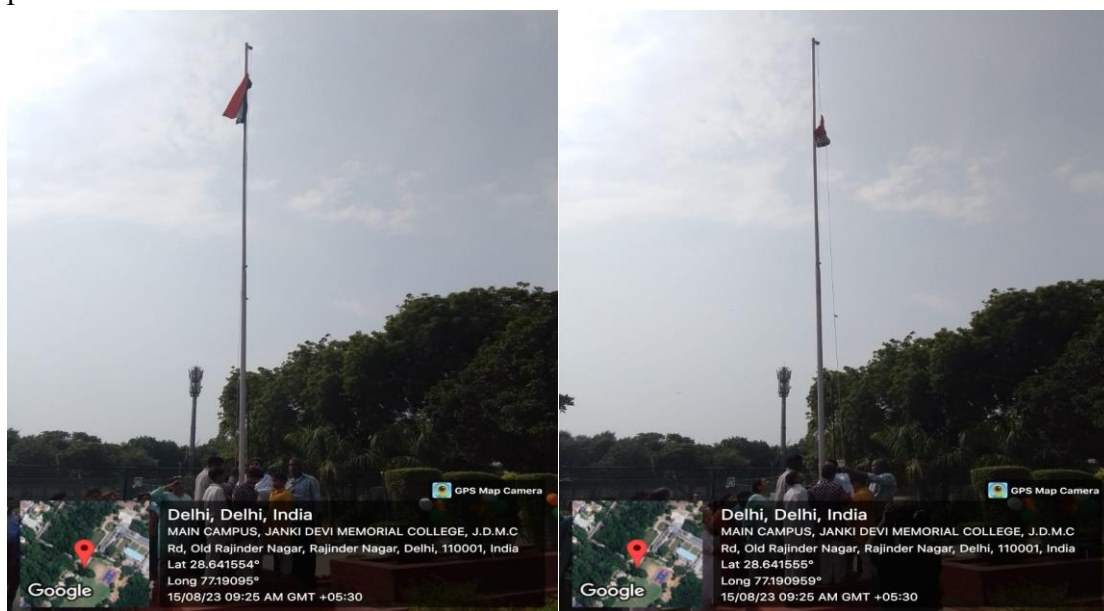 GPS Map Camera
Delhi, Delhi, India
MAIN CAMPUS, JANKI DEVI MEMORIAL COLLEGE, J.D.M.C
Rd, Old Rajinder Nagar, Rajinder Nagar, Delhi, 110001, India
Lat 28.641554°
Long 77.19095°
15/08/23 09:25 AM GMT +05:30
Google
GPS Map Camera
Delhi, Delhi, India
MAIN CAMPUS, JANKI DEVI MEMORIAL COLLEGE, J.D.M.C
Rd, Old Rajinder Nagar, Rajinder Nagar, Delhi, 110001, India
Lat 28.641555°
Long 77.190959°
15/08/23 09:25 AM GMT +05:30
Google